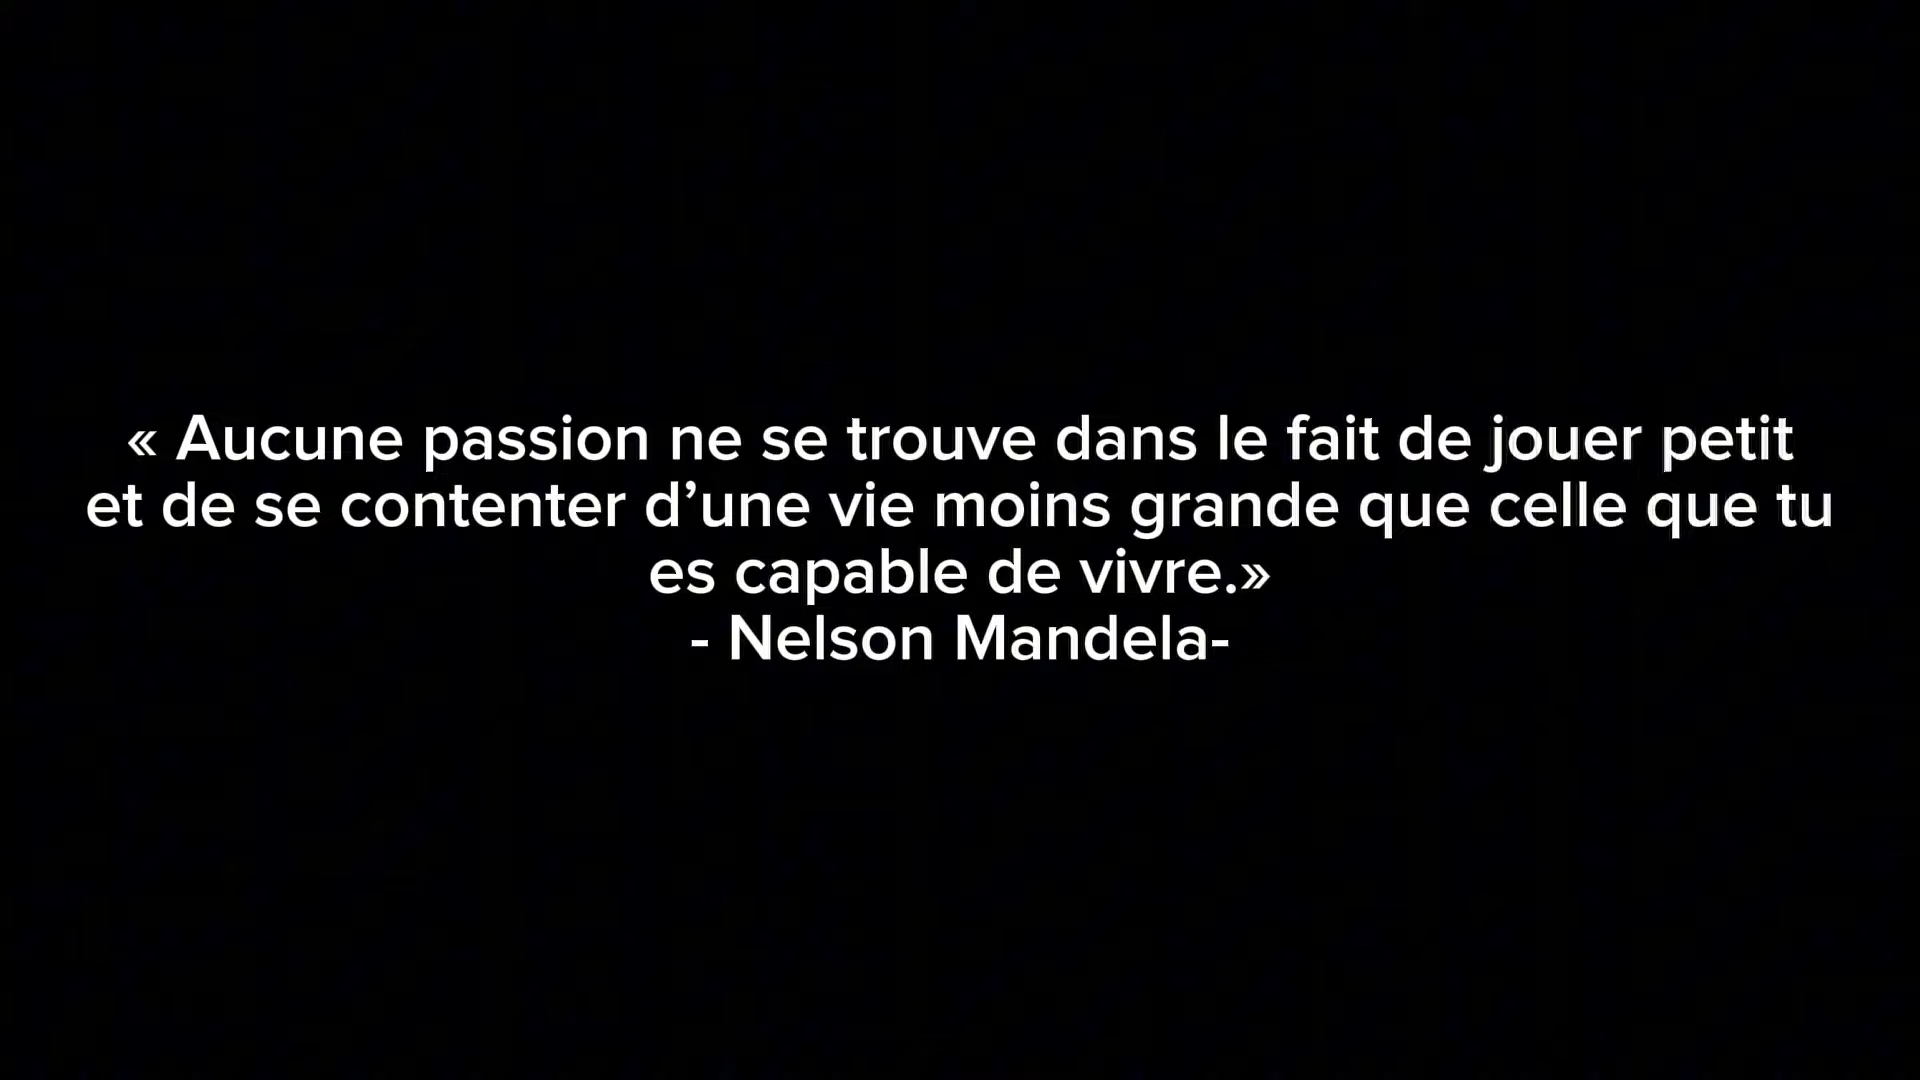 « Aucune passion ne se trouve dans le fait de jouer petit
et de se contenter d’une vie moins grande que celle que tu
es capable de vivre.»
- Nelson Mandela-